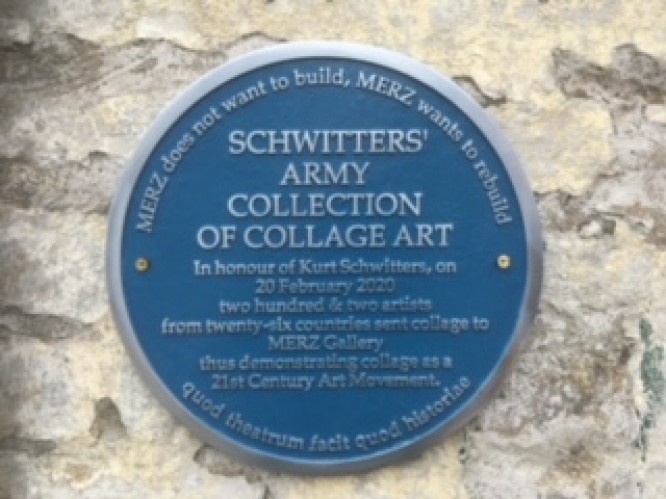 MERZ does not want to build, MERZ wants to rebuild
SCHWITTERS'
ARMY
COLLECTION
OF COLLAGE ART
In honour of Kurt Schwitters, on
20 February 2020
two hundred & two artists
from twenty-six countries sent collage to
MERZ Gallery
thus demonstrating collage as a
21st Century Art Movement.
quod theatrum facit quod historiae